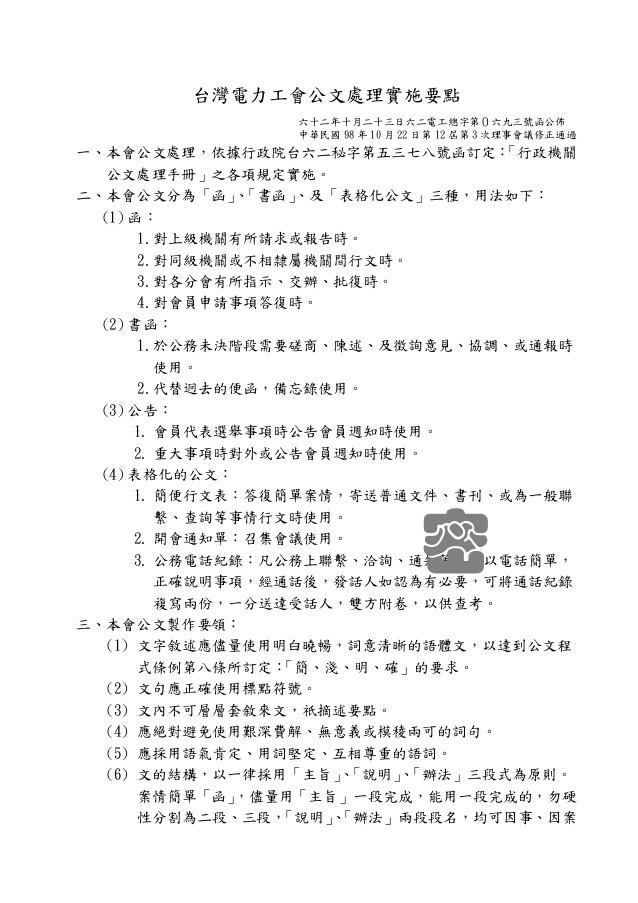 台灣電力工會公文處理實施要點
六十二年十月二十三日六二電工總字第０六九三號函公佈
中華民國 98 年 10 月 22 日第 12 屆第 3 次理事會議修正通過
一、本會公文處理，依據行政院台六二秘字第五三七八號函訂定：「行政機關
公文處理手冊」之各項規定實施。
二、本會公文分為「函」、「書函」、及「表格化公文」三種，用法如下：
(1)函：
1.對上級機關有所請求或報告時。
2.對同級機關或不相隸屬機關間行文時。
3.對各分會有所指示、交辦、批復時。
4.對會員申請事項答復時。
(2)書函：
1.於公務未決階段需要磋商、陳述、及徵詢意見、協調、或通報時
使用。
2.代替迥去的便函，備忘錄使用。
(3)公告：
1. 會員代表選舉事項時公告會員週知時使用。
2. 重大事項時對外或公告會員週知時使用。
(4)表格化的公文：
1. 簡便行文表：答復簡單案情，寄送普通文件、書刊、或為一般聯
繫、查詢等事情行文時使用。
2. 開會通知單：召集會議使用。
3. 公務電話紀錄：凡公務上聯繫、洽詢、通 以電話簡單，
正確說明事項，經通話後，發話人如認為有必要，可將通話紀錄
複寫兩份，一分送達受話人，雙方附卷，以供查考。
三、本會公文製作要領：
(1) 文字敘述應儘量使用明白曉暢，詞意清晰的語體文，以達到公文程
式條例第八條所訂定：「簡、淺、明、確」的要求。
(2) 文句應正確使用標點符號。
(3) 文內不可層層套敘來文，祇摘述要點。
(4) 應絕對避免使用艱深費解、無意義或模稜兩可的詞句。
(5) 應採用語氣肯定、用詞堅定、互相尊重的語詞。
(6) 文的結構，以一律採用「主旨」、「說明」、「辦法」三段式為原則。
案情簡單「函」，儘量用「主旨」一段完成，能用一段完成的，勿硬
性分割為二段、三段，「說明」、「辦法」兩段段名，均可因事、因案